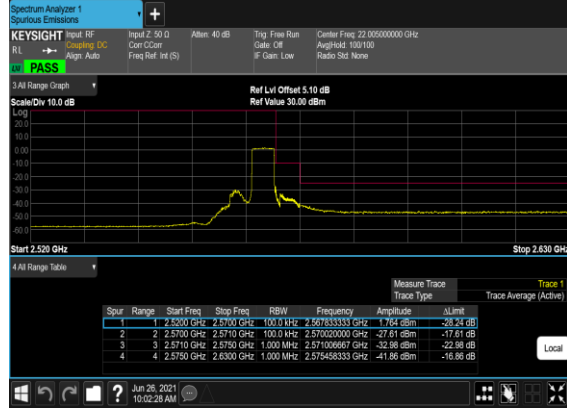 Spectrum Analyzer 1
Spurious Emissions
+
KEYSIGHT Input: RF Input Z: 50 Ω Atten: 40 dB Trig: Free Run Center Freq: 22.005000000 GHz
RL Coupling: DC Corr CCorr Gate: Off Avg|Hold: 100/100
Align: Auto Freq Ref: Int (S) IF Gain: Low Radio Std: None
PASS
3 All Range Graph
Ref Lvl Offset 5.10 dB
Scale/Div 10.0 dB Ref Value 30.00 dBm
Log
20.0
10.0
0.00
-10.0
-20.0
-30.0
-40.0
-50.0
-60.0
Start 2.520 GHz Stop 2.630 GHz
4 All Range Table
Measure Trace Trace 1
Trace Type Trace Average (Active)
Spur Range Start Freq Stop Freq RBW Frequency Amplitude ΔLimit
1 1 2.5200 GHz 2.5700 GHz 100.0 kHz 2.567833333 GHz 1.764 dBm -28.24 dB
2 2 2.5700 GHz 2.5710 GHz 100.0 kHz 2.570020000 GHz -27.61 dBm -17.61 dB
3 3 2.5710 GHz 2.5750 GHz 1.000 MHz 2.571006667 GHz -32.98 dBm -22.98 dB
4 4 2.5750 GHz 2.6300 GHz 1.000 MHz 2.575458333 GHz -41.86 dBm -16.86 dB
Local
? Jun 26, 2021
10:02:28 AM